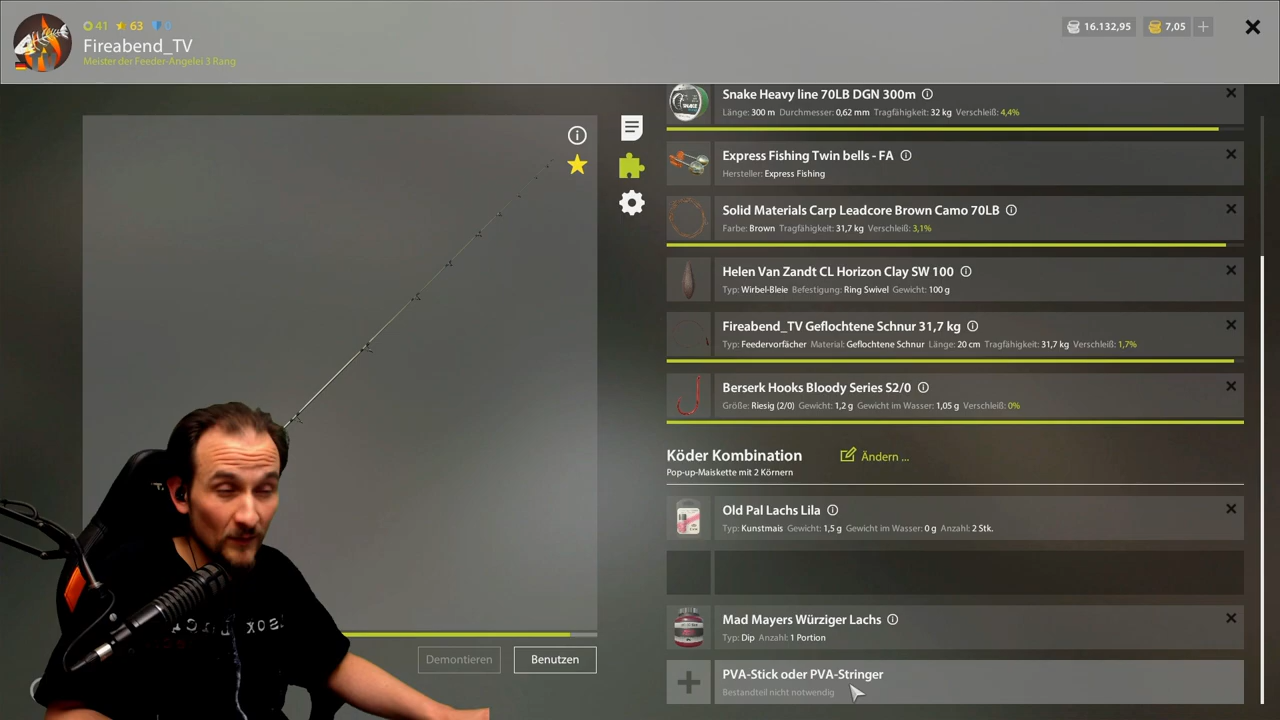 41 63 0
Fireabend_TV
Meister der Feeder-Angelei 3 Rang
16.132,95 7,05
Snake Heavy line 70LB DGN 300m
Länge: 300 m Durchmesser: 0,62 mm Tragfähigkeit: 32 kg Verschleiß: 4,4%
Express Fishing Twin bells - FA
Hersteller: Express Fishing
Solid Materials Carp Leadcore Brown Camo 70LB
Farbe: Brown Tragfähigkeit: 31,7 kg Verschleiß: 3,1%
Helen Van Zandt CL Horizon Clay SW 100
Typ: Wirbel-Bleie Befestigung: Ring Swivel Gewicht: 100 g
Fireabend_TV Geflochtene Schnur 31,7 kg
Typ: Feedervorfächer Material: Geflochtene Schnur Länge: 20 cm Tragfähigkeit: 31,7 kg Verschleiß: 1,7%
Berserk Hooks Bloody Series S2/0
Größe: Riesig (2/0) Gewicht: 1,2 g Gewicht im Wasser: 1,05 g Verschleiß: 0%
Köder Kombination Ändern ...
Pop-up-Maiskette mit 2 Körnern
Old Pal Lachs Lila
Typ: Kunstmais Gewicht: 1,5 g Gewicht im Wasser: 0 g Anzahl: 2 Stk.
Mad Mayers Würziger Lachs
Typ: Dip Anzahl: 1 Portion
PVA-Stick oder PVA-Stringer
Bestandteil nicht notwendig
Demontieren Benutzen